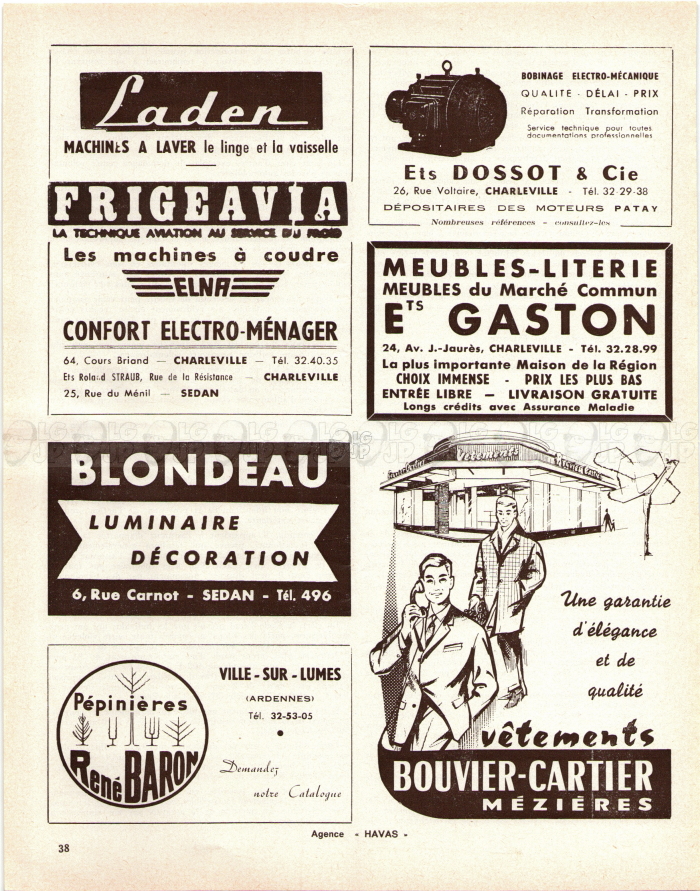 Laden
MACHINES A LAVER le linge et la vaisselle
FRIGEAVIA
LA TECHNIQUE AVIATION AU SERVICE DU FROID
Les machines à coudre
ELNA
CONFORT ELECTRO-MÉNAGER
64, Cours Briand — CHARLEVILLE — Tél. 32.40.35
Ets Roland STRAUB, Rue de la Résistance — CHARLEVILLE
25, Rue du Ménil — SEDAN
BOBINAGE ELECTRO-MÉCANIQUE
QUALITE - DÉLAI - PRIX
Réparation Transformation
Service technique pour toutes
documentations professionnelles
Ets DOSSOT & Cie
26, Rue Voltaire, CHARLEVILLE - Tél. 32-29-38
DÉPOSITAIRES DES MOTEURS PATAY
Nombreuses références - consultez-les
MEUBLES-LITERIE
MEUBLES du Marché Commun
ETS GASTON
24, Av. J.-Jaurès, CHARLEVILLE - Tél. 32.28.99
La plus importante Maison de la Région
CHOIX IMMENSE - PRIX LES PLUS BAS
ENTRÉE LIBRE — LIVRAISON GRATUITE
Longs crédits avec Assurance Maladie
BLONDEAU
LUMINAIRE
DÉCORATION
6, Rue Carnot - SEDAN - Tél. 496
Vêtements
Une garantie
d'élégance
et de
qualité
vêtements
BOUVIER-CARTIER
MÉZIÈRES
Pépinières
René BARON
VILLE-SUR-LUMES
(ARDENNES)
Tél. 32-53-05
Demandez
notre Catalogue
Agence « HAVAS »
38